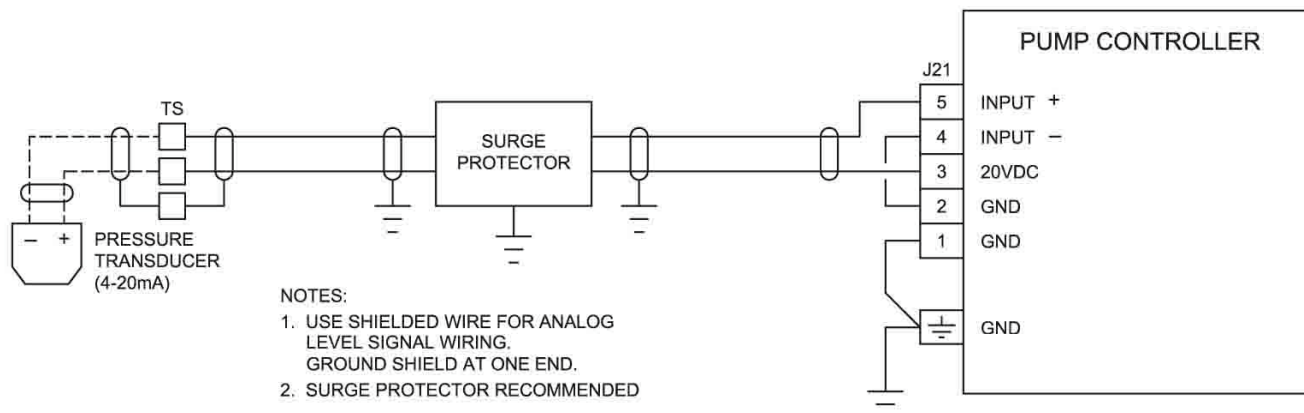 PUMP CONTROLLER
J21
5 INPUT +
4 INPUT –
3 20VDC
2 GND
1 GND
GND
TS
SURGE
PROTECTOR
– +
PRESSURE
TRANSDUCER
(4-20mA)
NOTES:
1. USE SHIELDED WIRE FOR ANALOG
LEVEL SIGNAL WIRING.
GROUND SHIELD AT ONE END.
2. SURGE PROTECTOR RECOMMENDED